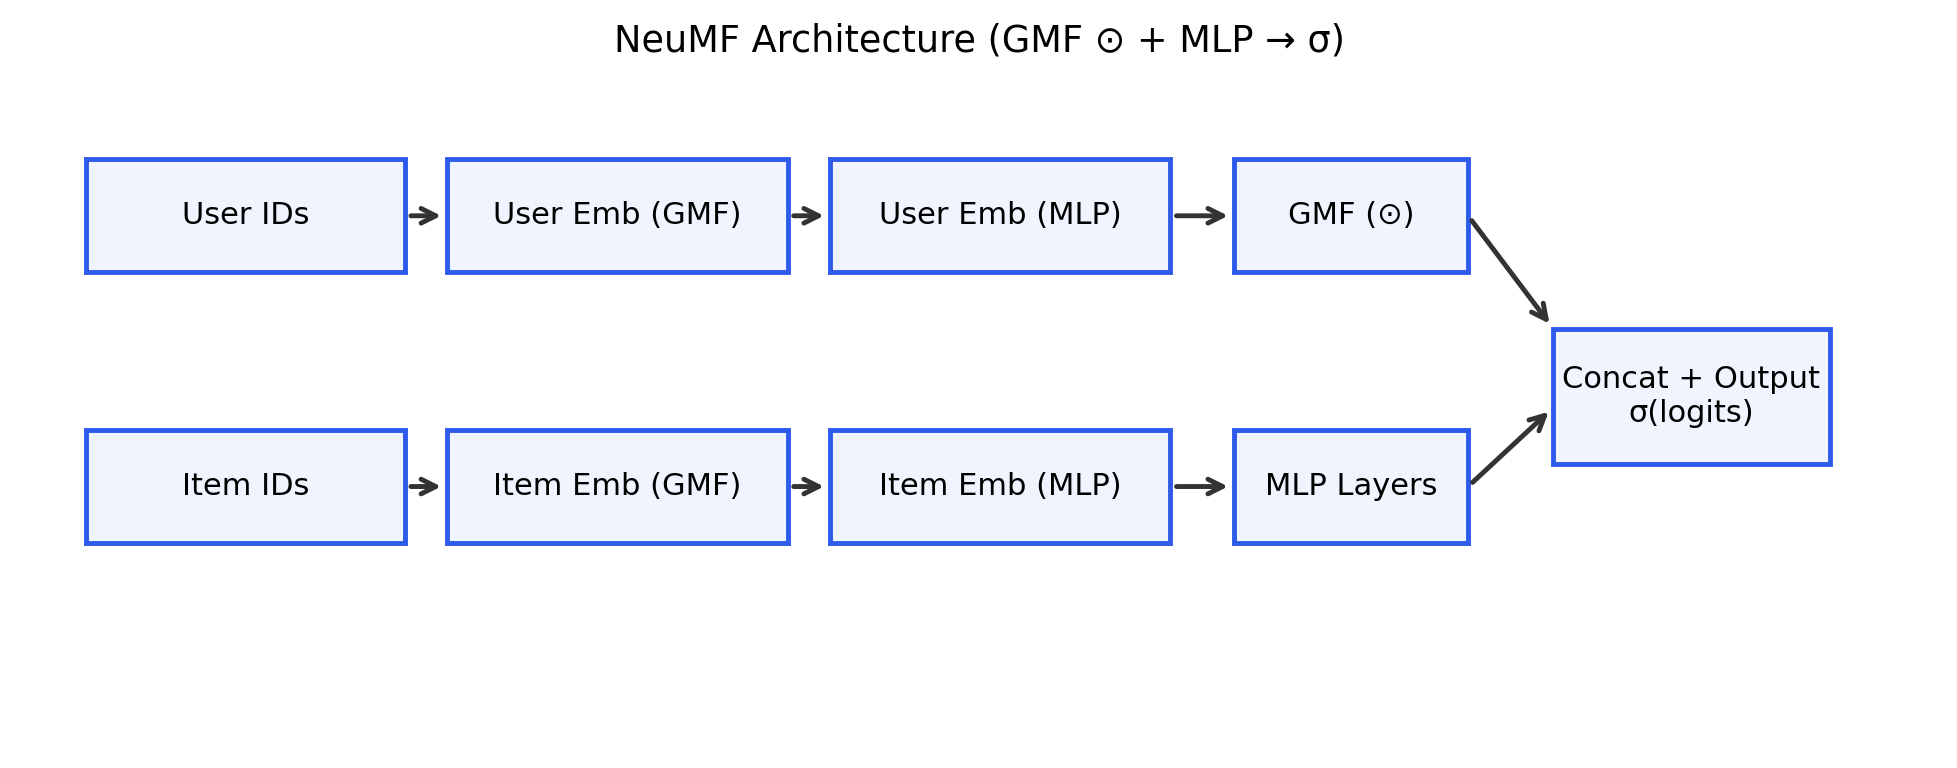 NeuMF Architecture (GMF ⊙ + MLP → σ)
User IDs
User Emb (GMF)
User Emb (MLP)
GMF (⊙)
Concat + Output
σ(logits)
Item IDs
Item Emb (GMF)
Item Emb (MLP)
MLP Layers